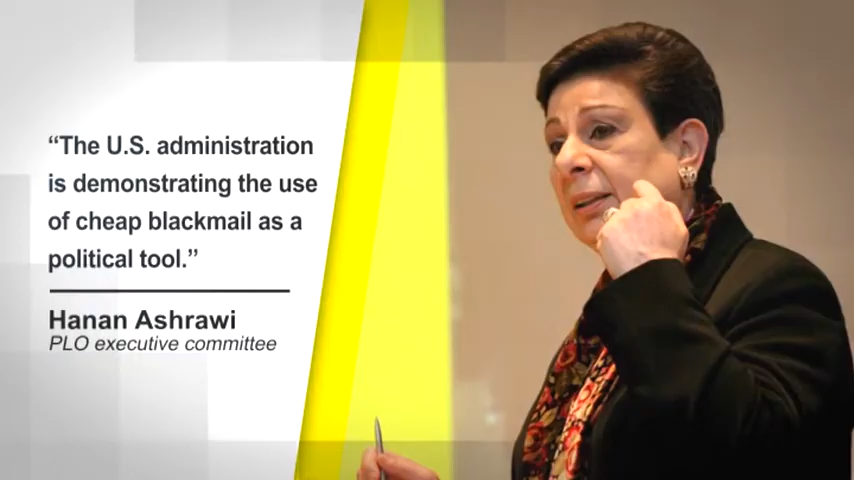 “The U.S. administration
is demonstrating the use
of cheap blackmail as a
political tool.”
Hanan Ashrawi
PLO executive committee